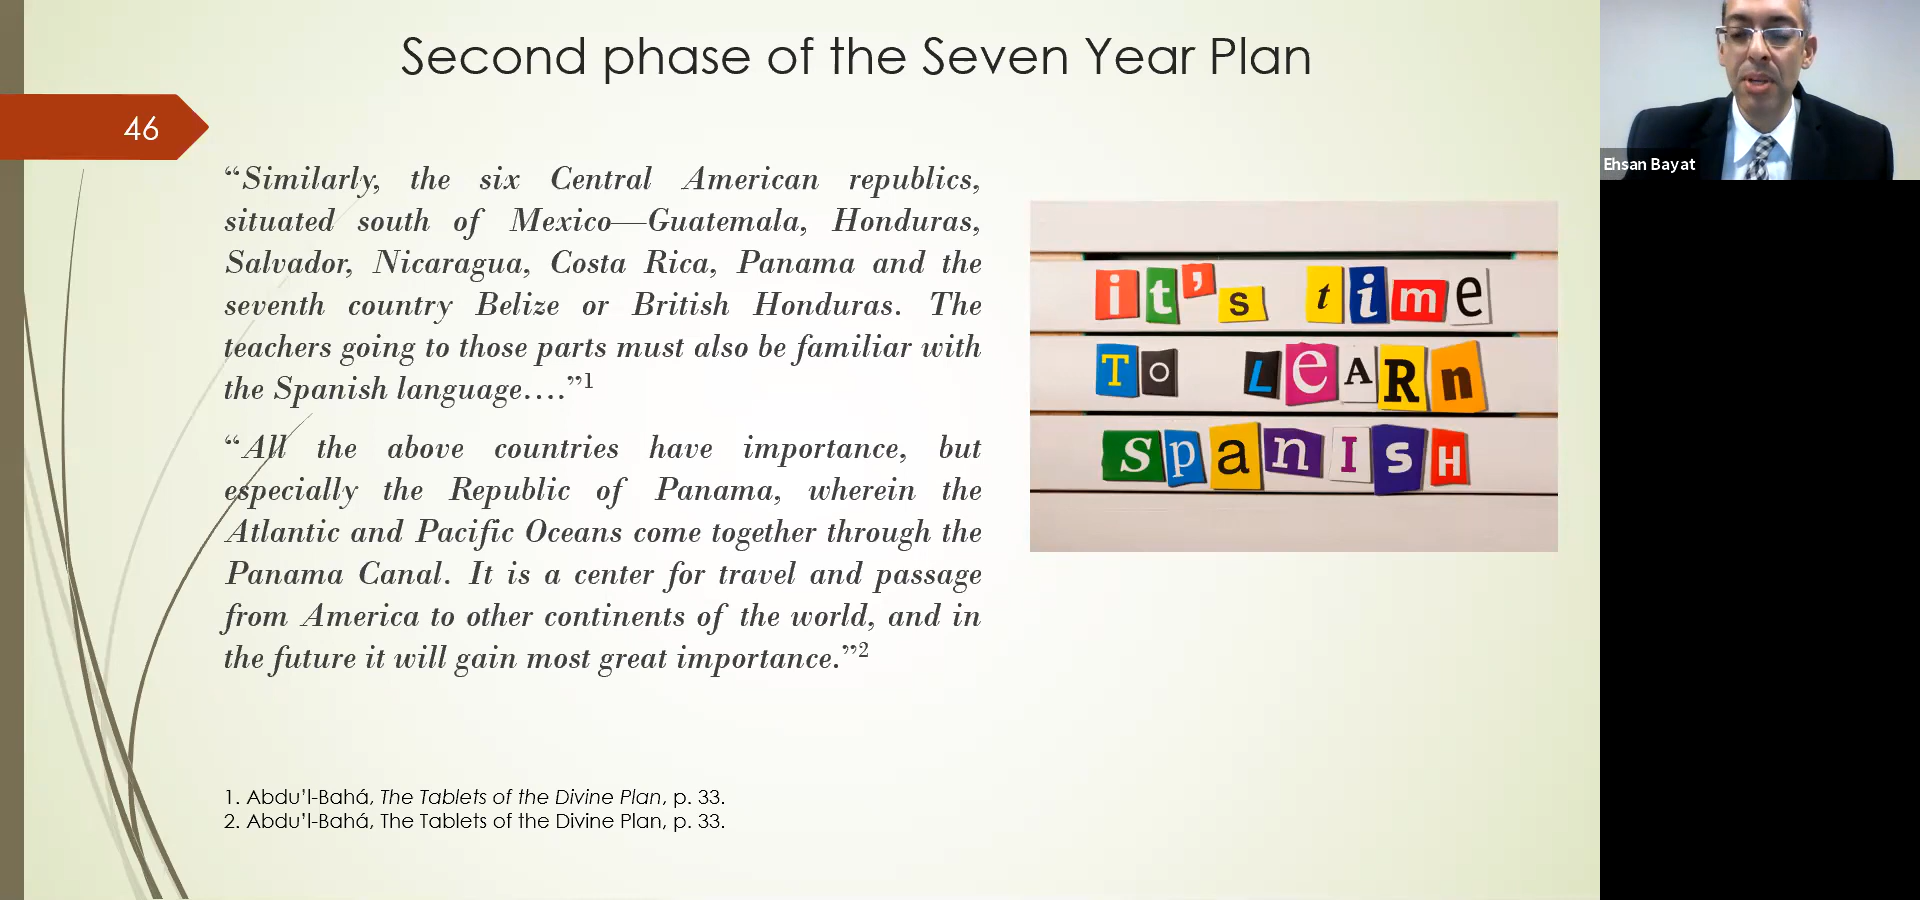 Second phase of the Seven Year Plan
46
“Similarly, the six Central American republics,
situated south of Mexico—Guatemala, Honduras,
Salvador, Nicaragua, Costa Rica, Panama and the
seventh country Belize or British Honduras. The
teachers going to those parts must also be familiar with
the Spanish language….”1
“All the above countries have importance, but
especially the Republic of Panama, wherein the
Atlantic and Pacific Oceans come together through the
Panama Canal. It is a center for travel and passage
from America to other continents of the world, and in
the future it will gain most great importance.”2
it's time
To LeARn
SpanIsH
1. Abdu’l-Bahá, The Tablets of the Divine Plan, p. 33.
2. Abdu’l-Bahá, The Tablets of the Divine Plan, p. 33.
Ehsan Bayat